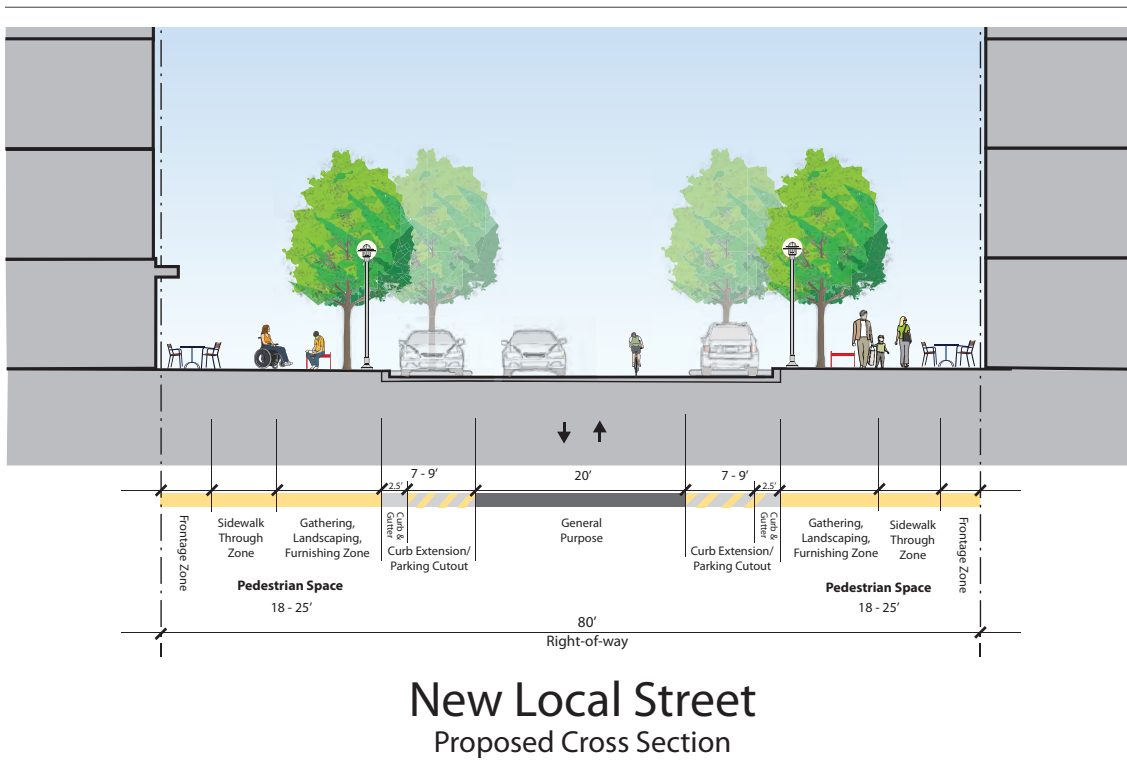 7 - 9’
20’
7 - 9’
2.5’
2.5’
Frontage Zone
Sidewalk
Through
Zone
Gathering,
Landscaping,
Furnishing Zone
Curb &
Gutter
Curb Extension/
Parking Cutout
General
Purpose
Curb Extension/
Parking Cutout
Curb &
Gutter
Gathering,
Landscaping,
Furnishing Zone
Sidewalk
Through
Zone
Frontage Zone
Pedestrian Space
18 - 25’
Pedestrian Space
18 - 25’
80’
Right-of-way
New Local Street
Proposed Cross Section